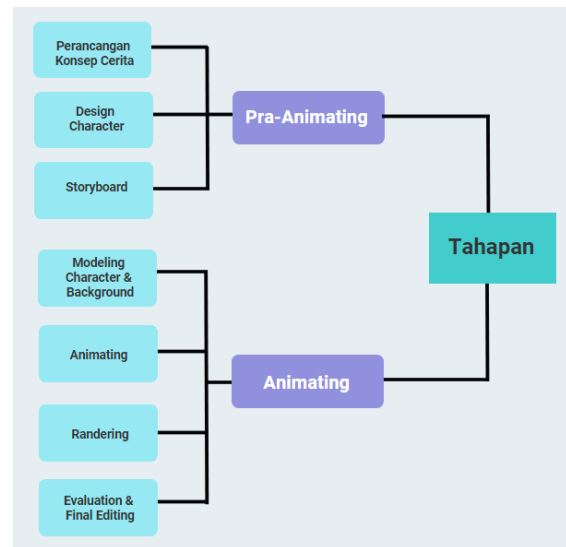 Perancangan
Konsep Cerita
Design
Character
Storyboard
Pra-Animating
Tahapan
Modeling
Character &
Background
Animating
Randering
Evaluation &
Final Editing
Animating